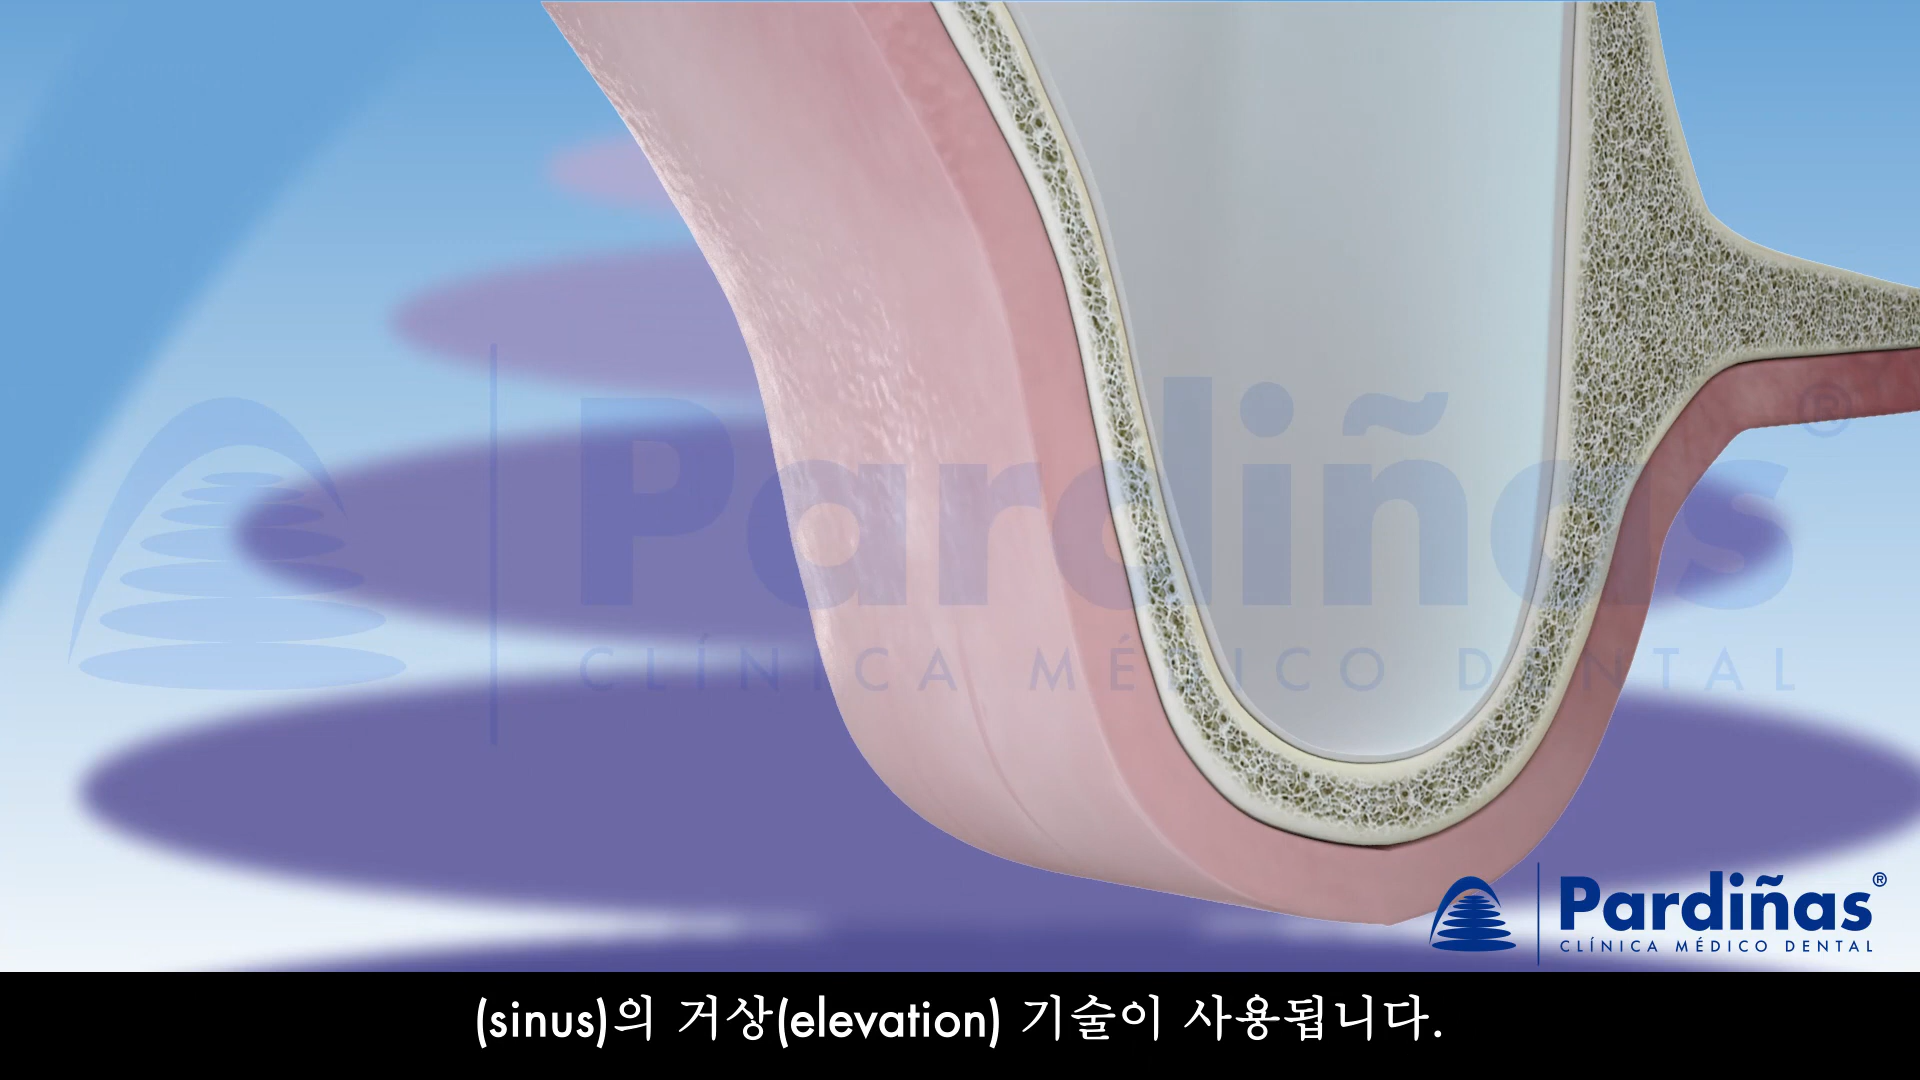 Pardiñas®
CLÍNICA MÉDICO DENTAL
Pardiñas®
CLÍNICA MÉDICO DENTAL
(sinus)의 거상(elevation) 기술이 사용됩니다.